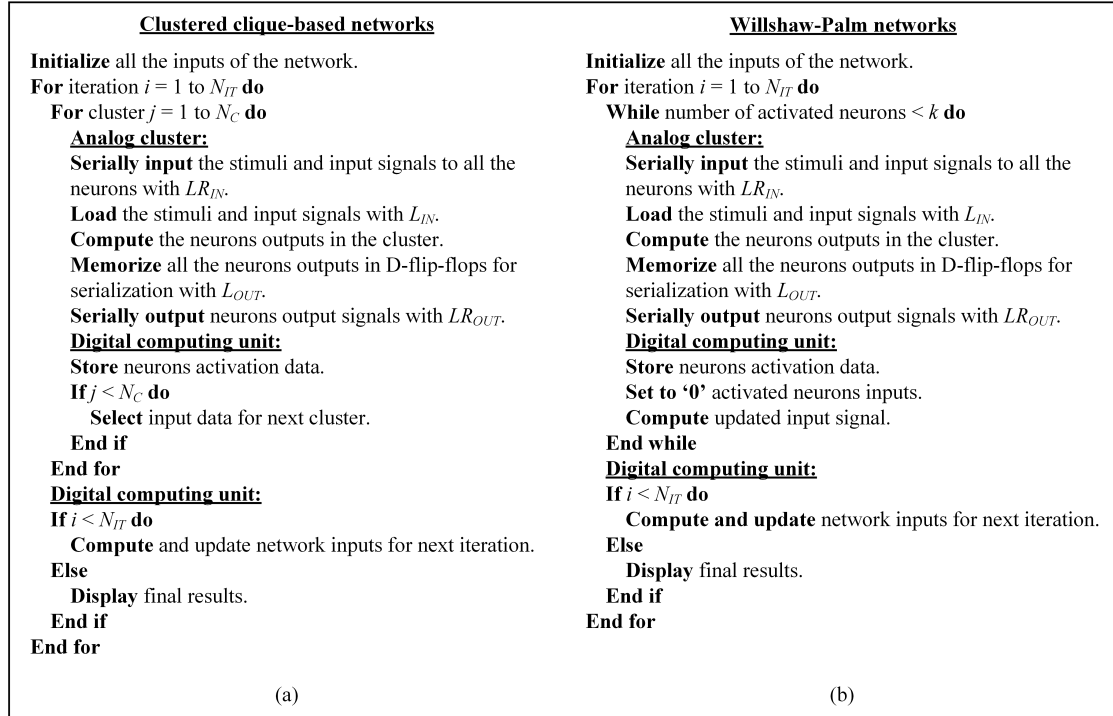 Clustered clique-based networks
Initialize all the inputs of the network.
For iteration i = 1 to N_IT do
For cluster j = 1 to N_C do
Analog cluster:
Serially input the stimuli and input signals to all the
neurons with LR_IN.
Load the stimuli and input signals with L_IN.
Compute the neurons outputs in the cluster.
Memorize all the neurons outputs in D-flip-flops for
serialization with L_OUT.
Serially output neurons output signals with LR_OUT.
Digital computing unit:
Store neurons activation data.
If j < N_C do
Select input data for next cluster.
End if
End for
Digital computing unit:
If i < N_IT do
Compute and update network inputs for next iteration.
Else
Display final results.
End if
End for
(a)
Willshaw-Palm networks
Initialize all the inputs of the network.
For iteration i = 1 to N_IT do
While number of activated neurons < k do
Analog cluster:
Serially input the stimuli and input signals to all the
neurons with LR_IN.
Load the stimuli and input signals with L_IN.
Compute the neurons outputs in the cluster.
Memorize all the neurons outputs in D-flip-flops for
serialization with L_OUT.
Serially output neurons output signals with LR_OUT.
Digital computing unit:
Store neurons activation data.
Set to ‘0’ activated neurons inputs.
Compute updated input signal.
End while
Digital computing unit:
If i < N_IT do
Compute and update network inputs for next iteration.
Else
Display final results.
End if
End for
(b)